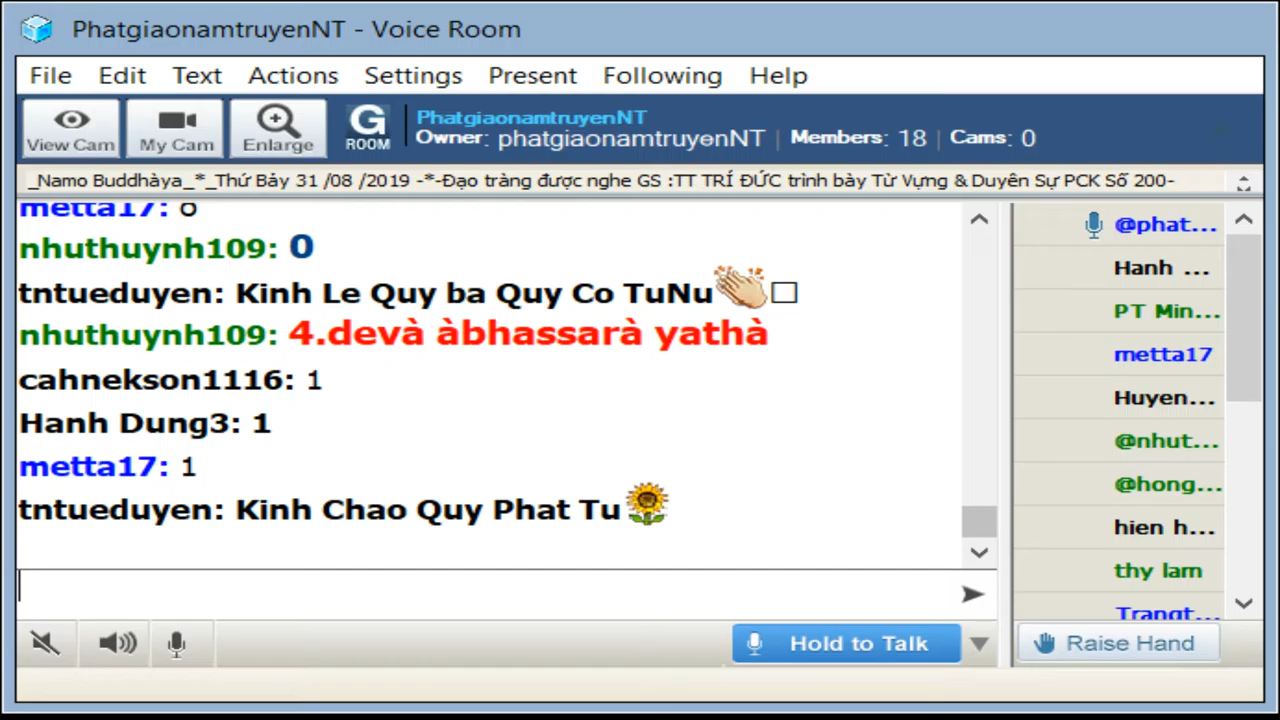 PhatgiaonamtruyenNT - Voice Room
File Edit Text Actions Settings Present Following Help
View Cam My Cam Enlarge G ROOM
PhatgiaonamtruyenNT
Owner: phatgiaonamtruyenNT | Members: 18 | Cams: 0
_Namo Buddhàya_*_Thứ Bảy 31 /08 /2019 -*-Đạo tràng được nghe GS :TT TRÍ ĐỨC trình bày Từ Vựng & Duyên Sự PCK Số 200-
metta17: o
nhuthuynh109: 0
tntueduyen: Kinh Le Quy ba Quy Co TuNu
nhuthuynh109: 4.devà àbhassarà yathà
cahnekson1116: 1
Hanh Dung3: 1
metta17: 1
tntueduyen: Kinh Chao Quy Phat Tu
@phat...
Hanh ...
PT Min...
metta17
Huyen...
@nhut...
@hong...
hien h...
thy lam
Trangt...
Hold to Talk
Raise Hand